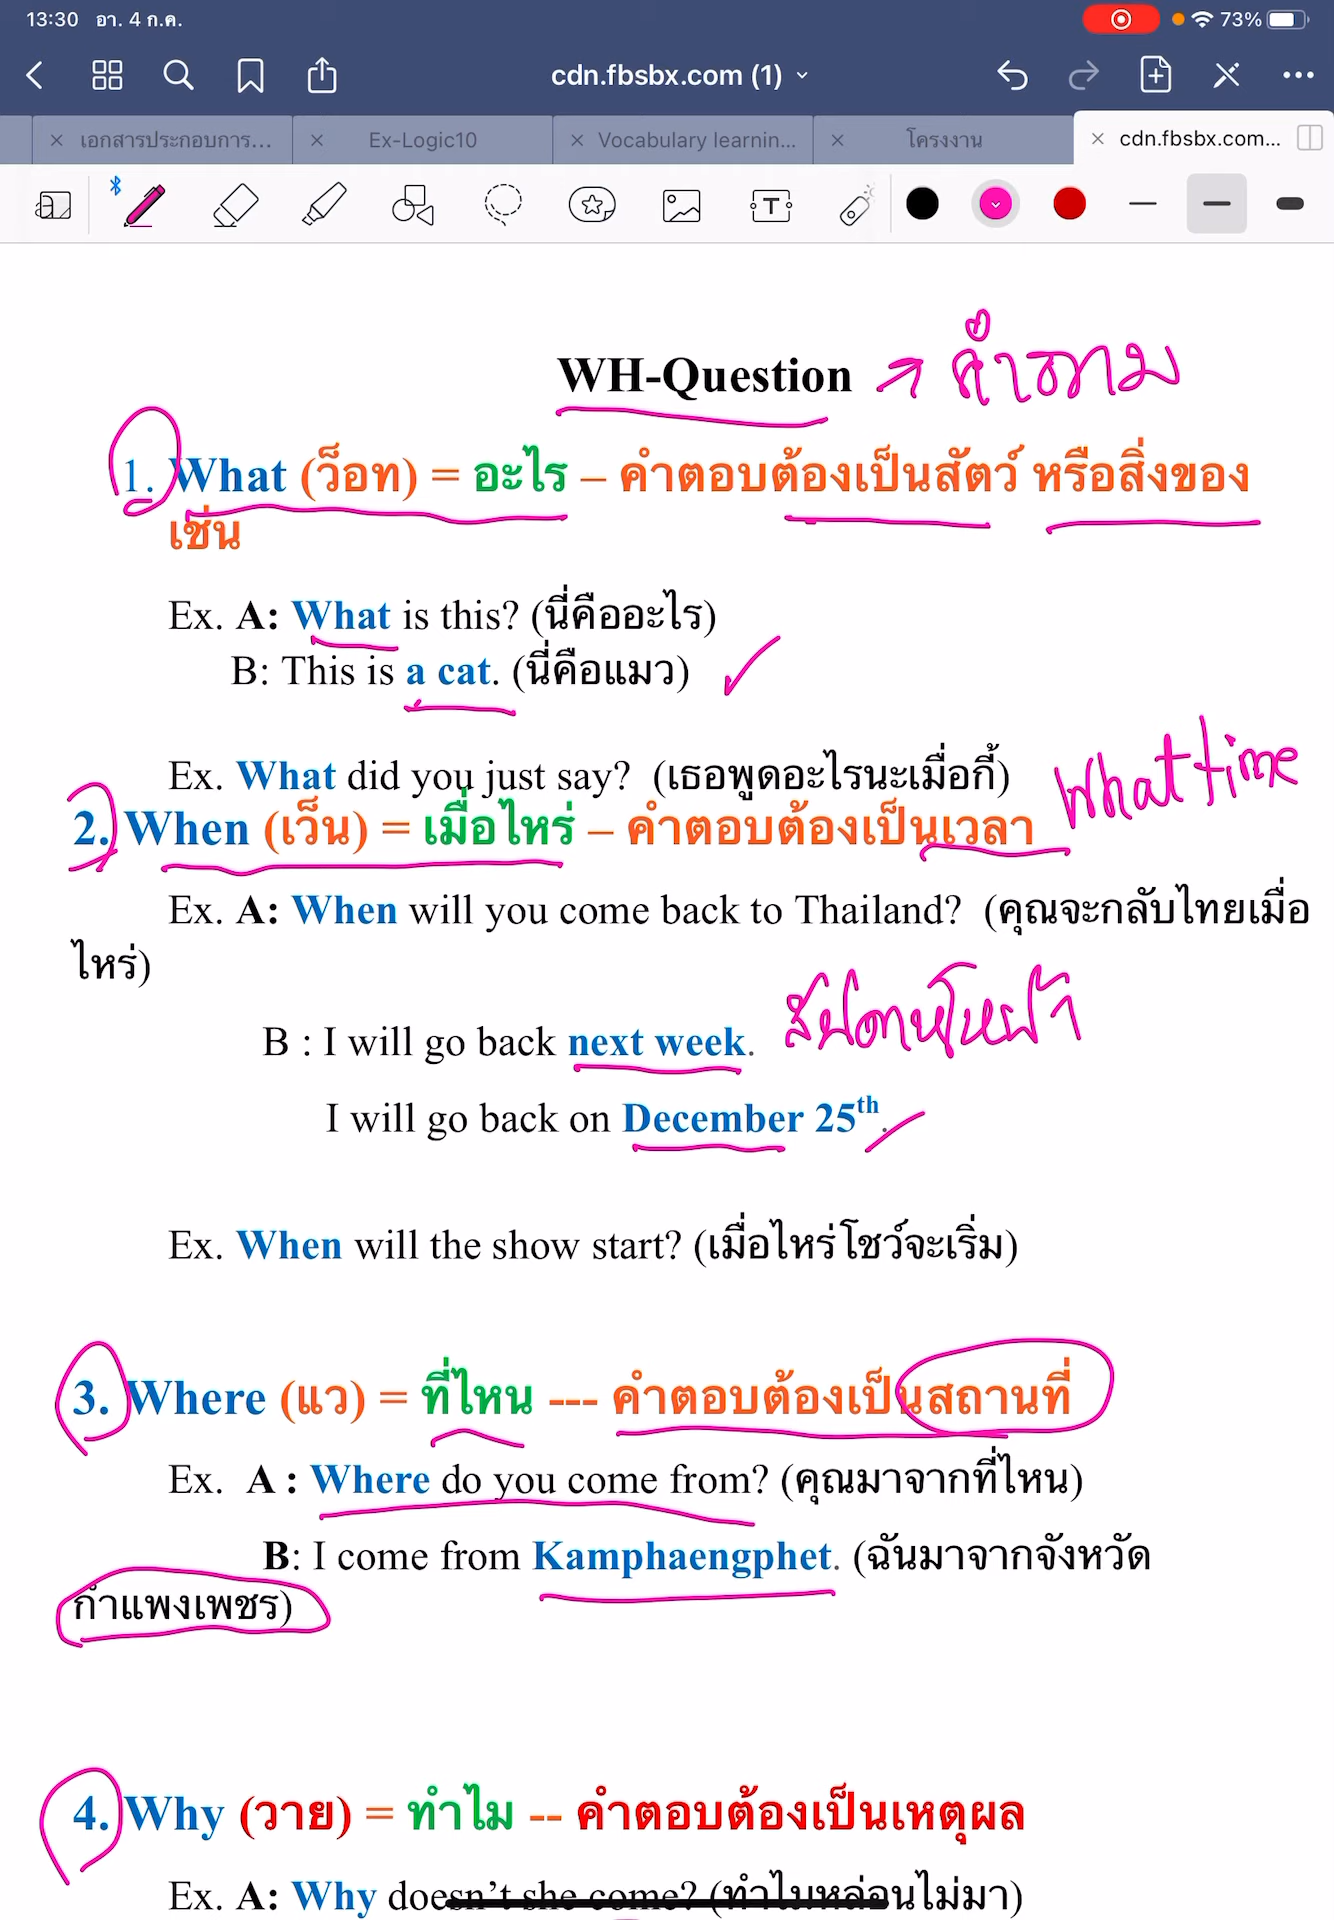 13:30 อา. 4 ก.ค. 73%
cdn.fbsbx.com (1)
เอกสารประกอบการ... Ex-Logic10 Vocabulary learnin... โครงงาน cdn.fbsbx.com...
WH-Question → คำถาม
1. What (ว็อท) = อะไร – คำตอบต้องเป็นสัตว์ หรือสิ่งของ
เช่น
Ex. A: What is this? (นี่คืออะไร)
B: This is a cat. (นี่คือแมว) ✓
Ex. What did you just say? (เธอพูดอะไรนะเมื่อกี้)
What time
2. When (เว็น) = เมื่อไหร่ – คำตอบต้องเป็นเวลา
Ex. A: When will you come back to Thailand? (คุณจะกลับไทยเมื่อ
ไหร่)
B : I will go back next week. สัปดาห์หน้า
I will go back on December 25th.
Ex. When will the show start? (เมื่อไหร่โชว์จะเริ่ม)
3. Where (แว) = ที่ไหน --- คำตอบต้องเป็นสถานที่
Ex. A : Where do you come from? (คุณมาจากที่ไหน)
B: I come from Kamphaengphet. (ฉันมาจากจังหวัด
กำแพงเพชร)
4. Why (วาย) = ทำไม -- คำตอบต้องเป็นเหตุผล
Ex. A: Why doesn't she come? (ทำไมหล่อนไม่มา)